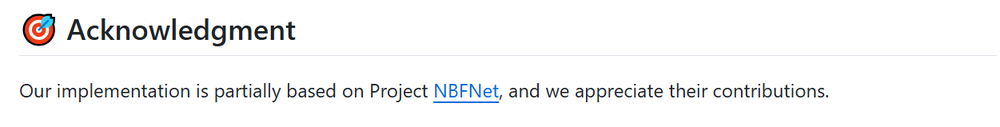 Acknowledgment
Our implementation is partially based on Project NBFNet, and we appreciate their contributions.